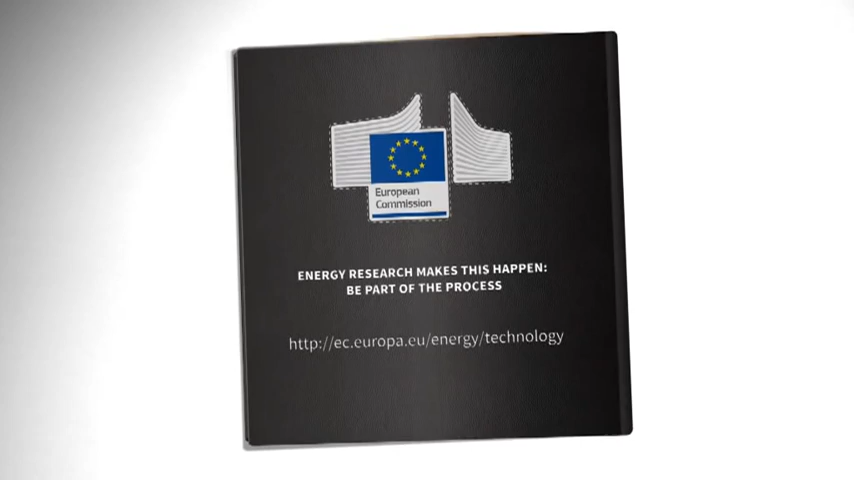 European
Commission
ENERGY RESEARCH MAKES THIS HAPPEN:
BE PART OF THE PROCESS
http://ec.europa.eu/energy/technology